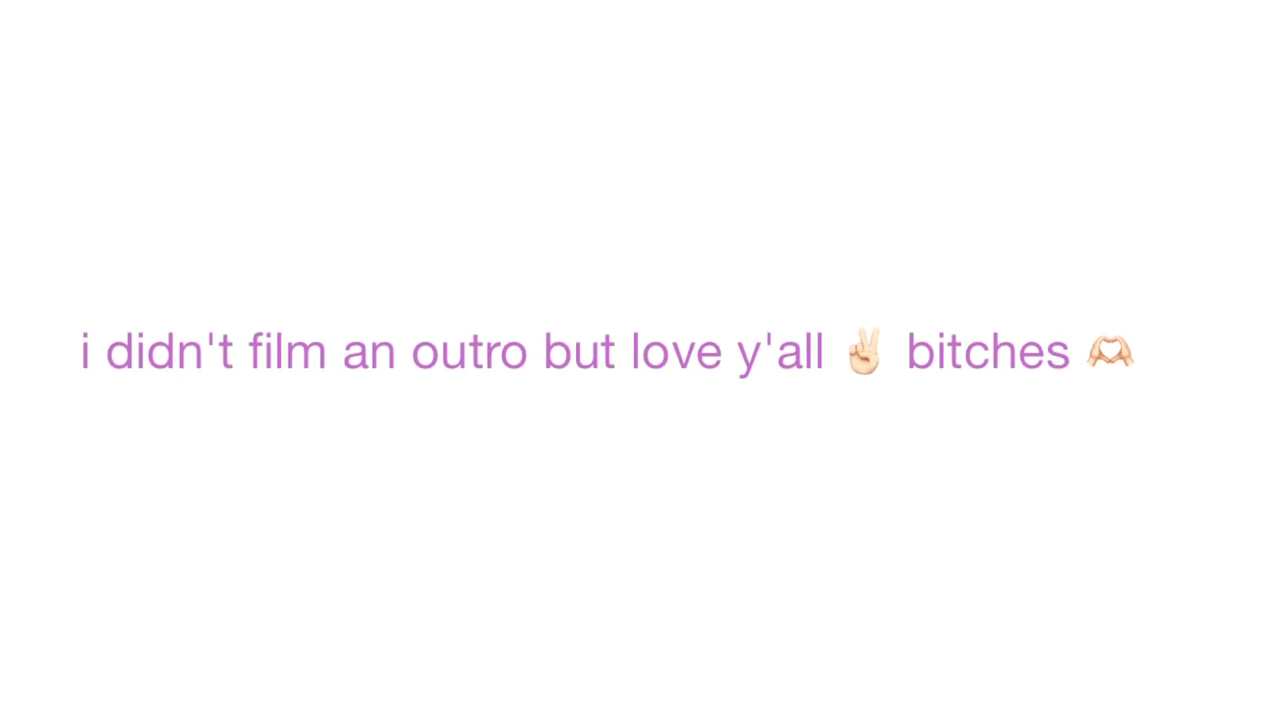 i didn't film an outro but love y'all ✌🏻 bitches 🫶🏻